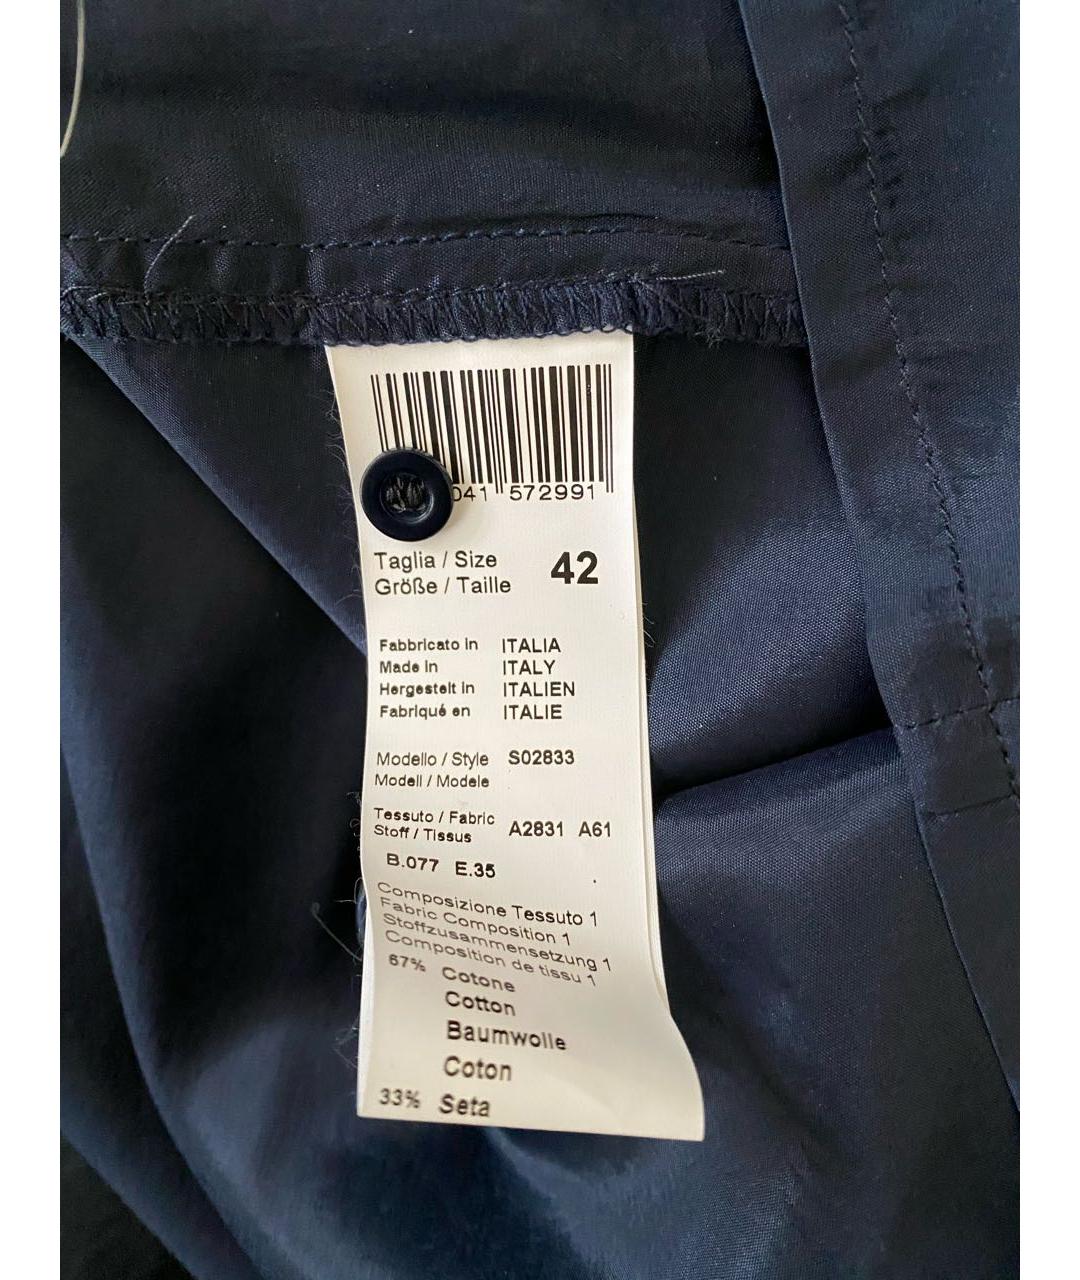 041 572991
Taglia / Size 42
Größe / Taille
Fabbricato in ITALIA
Made in ITALY
Hergestelt in ITALIEN
Fabriqué en ITALIE
Modello / Style S02833
Modell / Modele
Tessuto / Fabric
Stoff / Tissus A2831 A61
B.077 E.35
Composizione Tessuto 1
Fabric Composition 1
Stoffzusammensetzung 1
Composition de tissu 1
67% Cotone
Cotton
Baumwolle
Coton
33% Seta